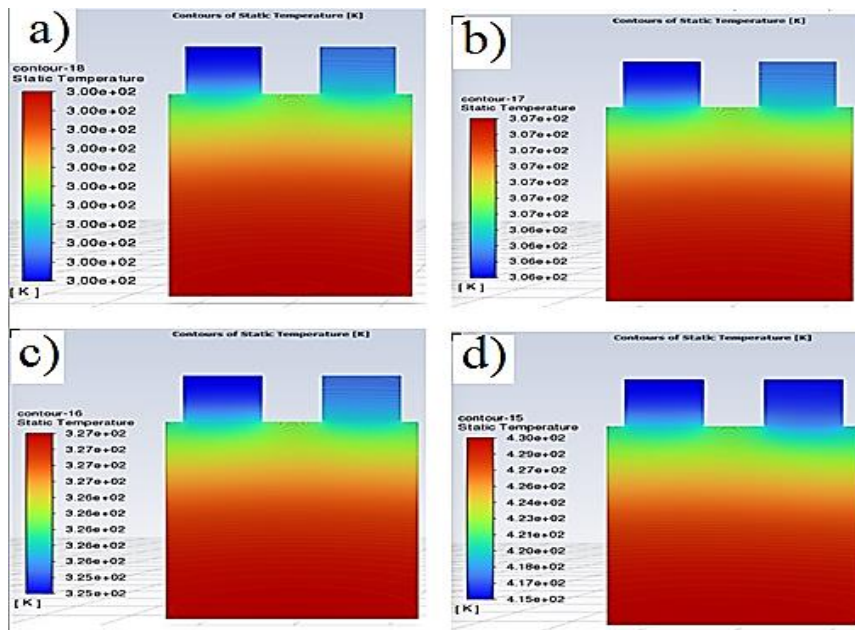 a)
Contours of Static Temperature [K]
contour-18
Static Temperature
3.00e+02
3.00e+02
3.00e+02
3.00e+02
3.00e+02
3.00e+02
3.00e+02
3.00e+02
3.00e+02
3.00e+02
3.00e+02
[K]
b)
Contours of Static Temperature [K]
contour-17
Static Temperature
3.07e+02
3.07e+02
3.07e+02
3.07e+02
3.07e+02
3.07e+02
3.07e+02
3.06e+02
3.06e+02
3.06e+02
3.06e+02
[K]
c)
Contours of Static Temperature [K]
contour-16
Static Temperature
3.27e+02
3.27e+02
3.27e+02
3.27e+02
3.26e+02
3.26e+02
3.26e+02
3.26e+02
3.26e+02
3.25e+02
3.25e+02
[K]
d)
Contours of Static Temperature [K]
contour-15
Static Temperature
4.30e+02
4.29e+02
4.27e+02
4.26e+02
4.24e+02
4.23e+02
4.21e+02
4.20e+02
4.18e+02
4.17e+02
4.15e+02
[K]